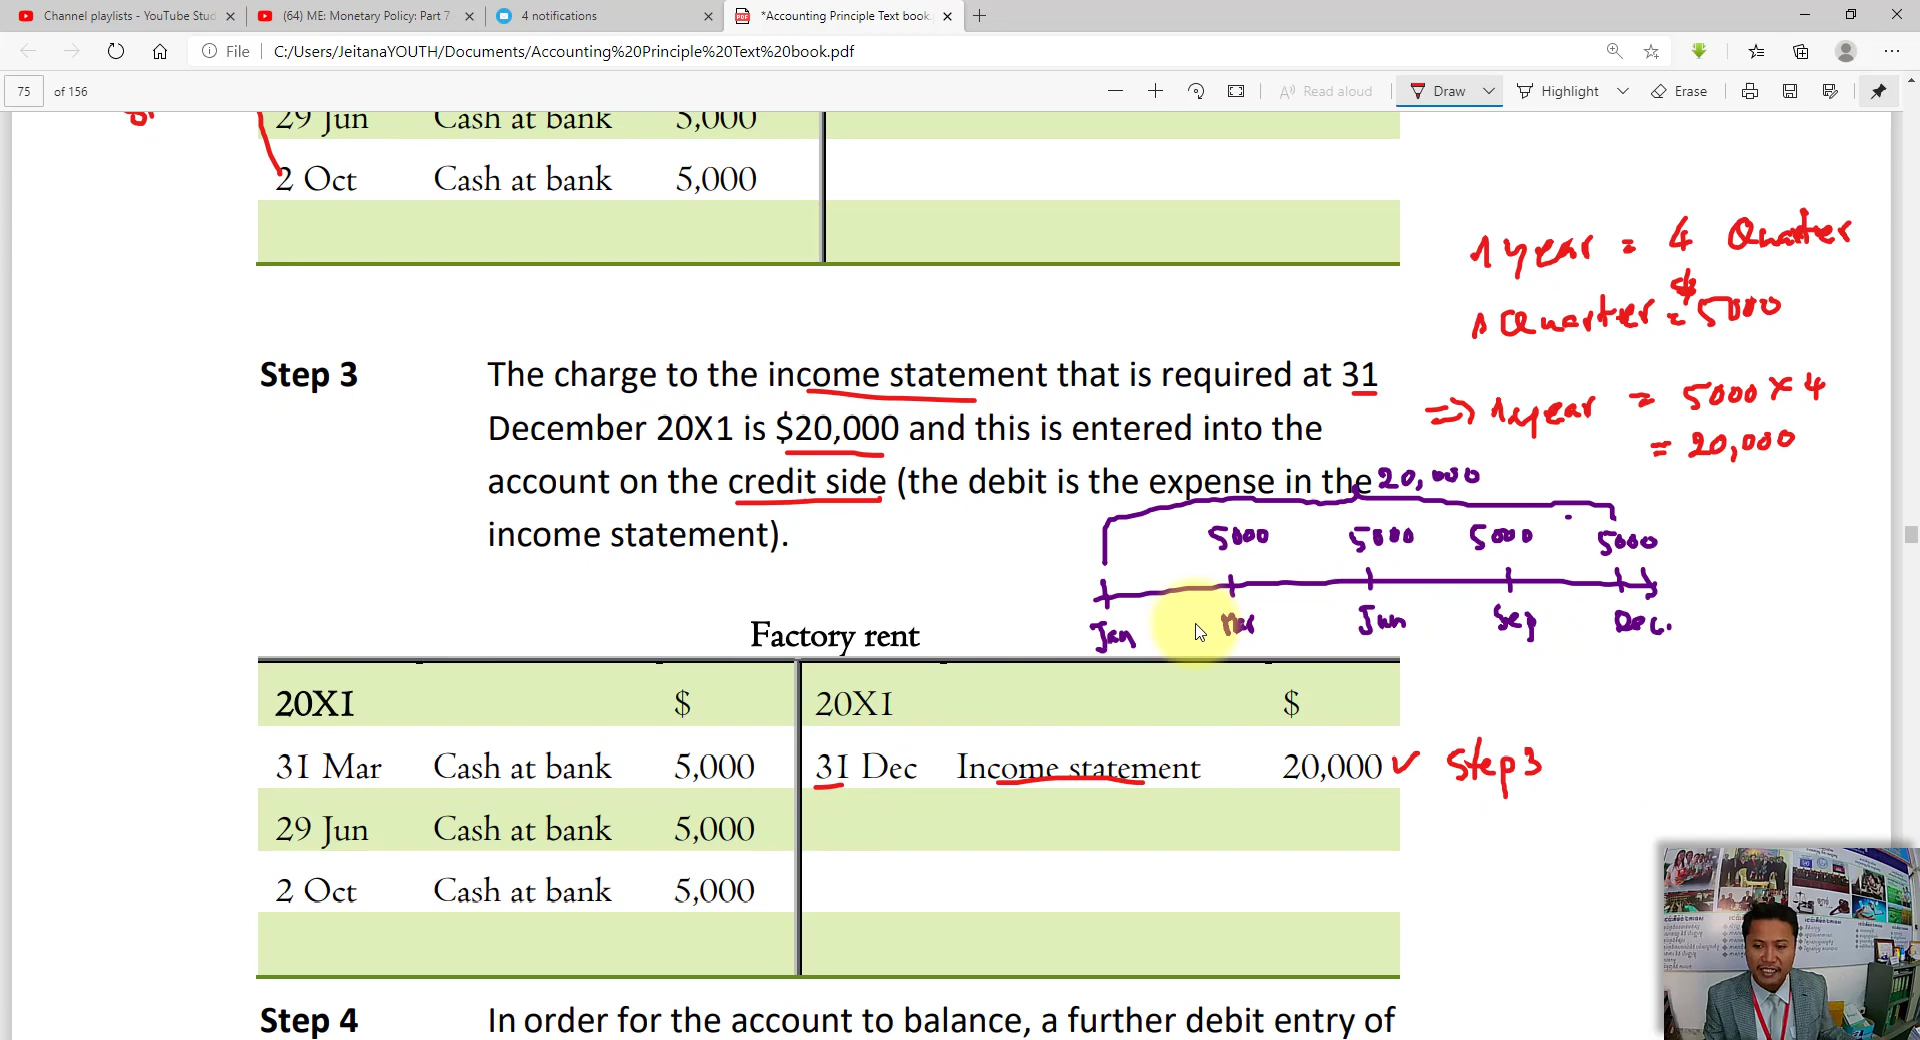 Channel playlists - YouTube Stud
(64) ME: Monetary Policy: Part 7
4 notifications
*Accounting Principle Text book.
File
C:/Users/JeitanaYOUTH/Documents/Accounting%20Principle%20Text%20book.pdf
75 of 156
Read aloud
Draw
Highlight
Erase
29 Jun Cash at bank 5,000
2 Oct Cash at bank 5,000
1 year = 4 Quarter
1 Quarter = $5000
=> 1 year = 5000 × 4
= 20,000
Step 3 The charge to the income statement that is required at 31
December 20X1 is $20,000 and this is entered into the
account on the credit side (the debit is the expense in the
income statement).
20,000
5000 5000 5000 5000
Jan Mar Jun Sep Dec.
Factory rent
20X1 $ 20X1 $
31 Mar Cash at bank 5,000 31 Dec Income statement 20,000 ✓ Step 3
29 Jun Cash at bank 5,000
2 Oct Cash at bank 5,000
Step 4 In order for the account to balance, a further debit entry of